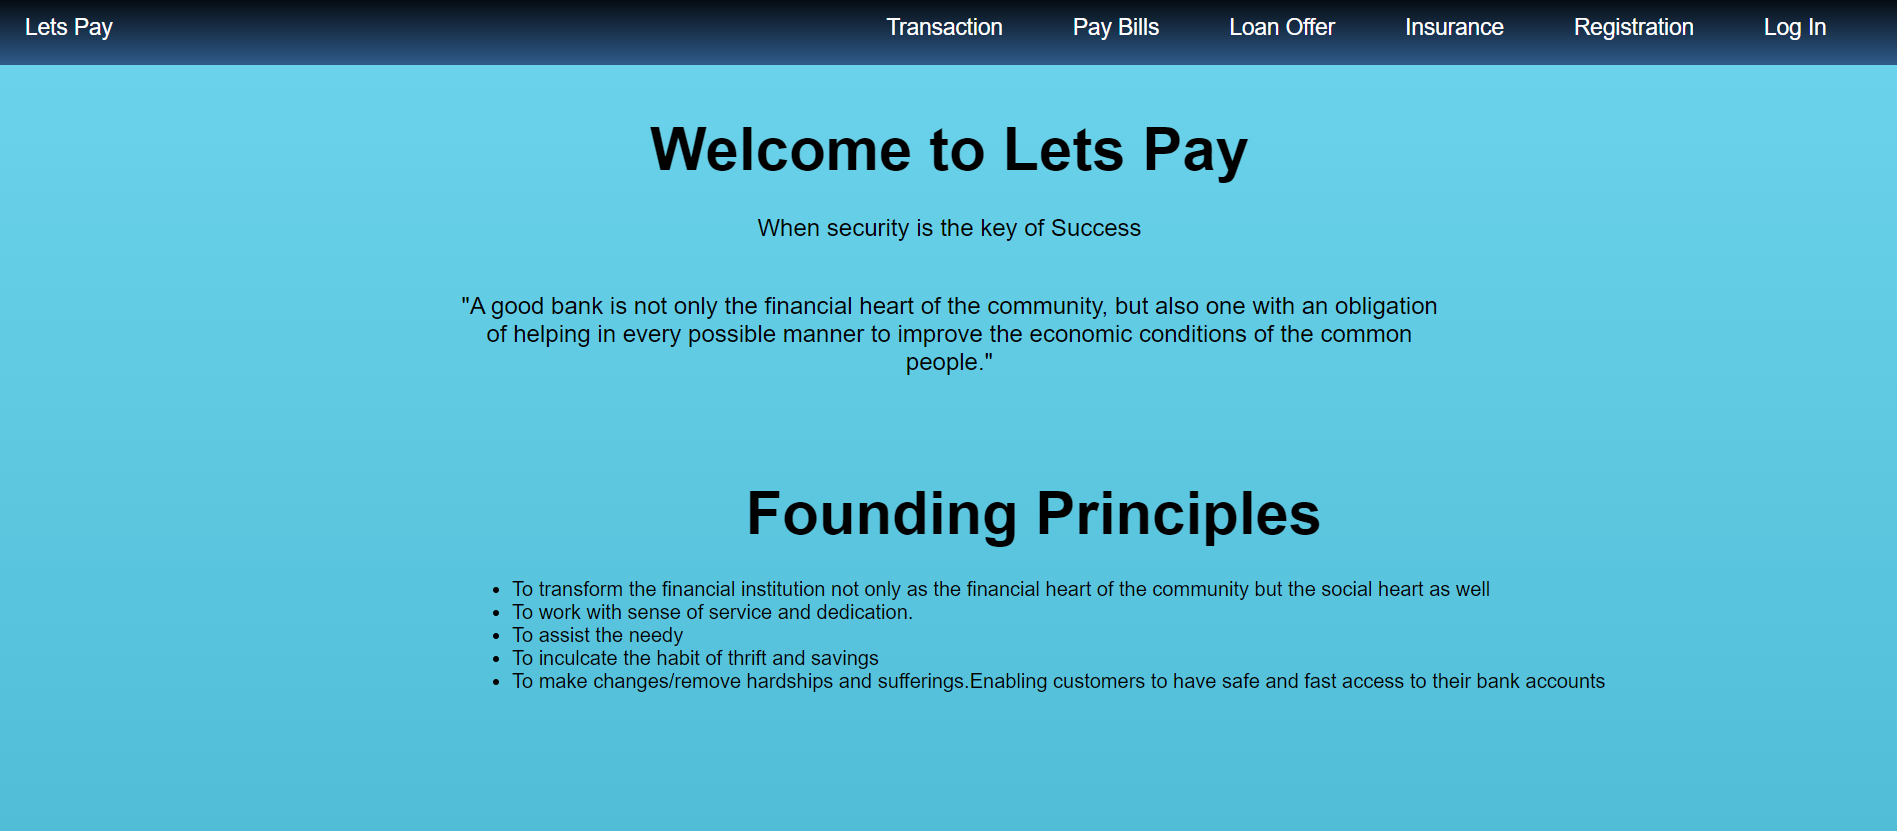 Lets Pay Transaction Pay Bills Loan Offer Insurance Registration Log In
Welcome to Lets Pay
When security is the key of Success
"A good bank is not only the financial heart of the community, but also one with an obligation
of helping in every possible manner to improve the economic conditions of the common
people."
Founding Principles
• To transform the financial institution not only as the financial heart of the community but the social heart as well
• To work with sense of service and dedication.
• To assist the needy
• To inculcate the habit of thrift and savings
• To make changes/remove hardships and sufferings.Enabling customers to have safe and fast access to their bank accounts